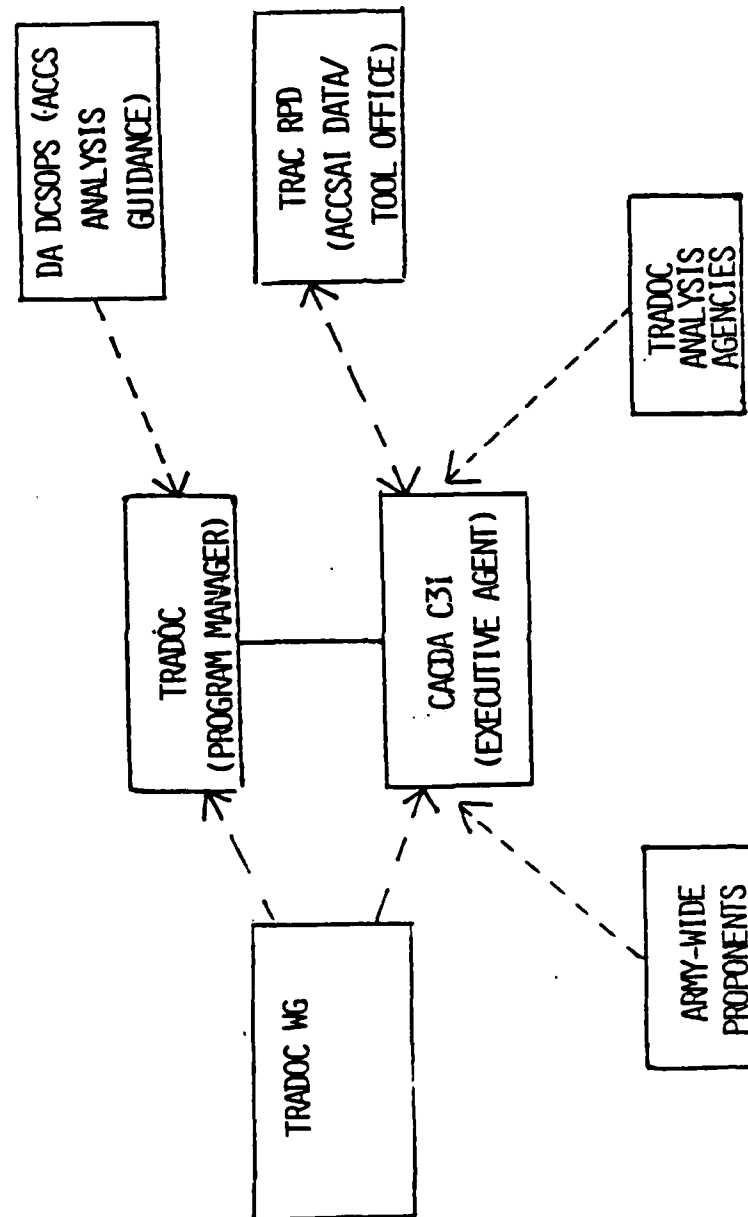 DA DCSOPS (ACCS
ANALYSIS
GUIDANCE)
TRADOC
(PROGRAM MANAGER)
TRAC RPD
(ACCSAI DATA/
TOOL OFFICE)
TRADOC WG
CACDA C3I
(EXECUTIVE AGENT)
ARMY-WIDE
PROPONENTS
TRADOC
ANALYSIS
AGENCIES